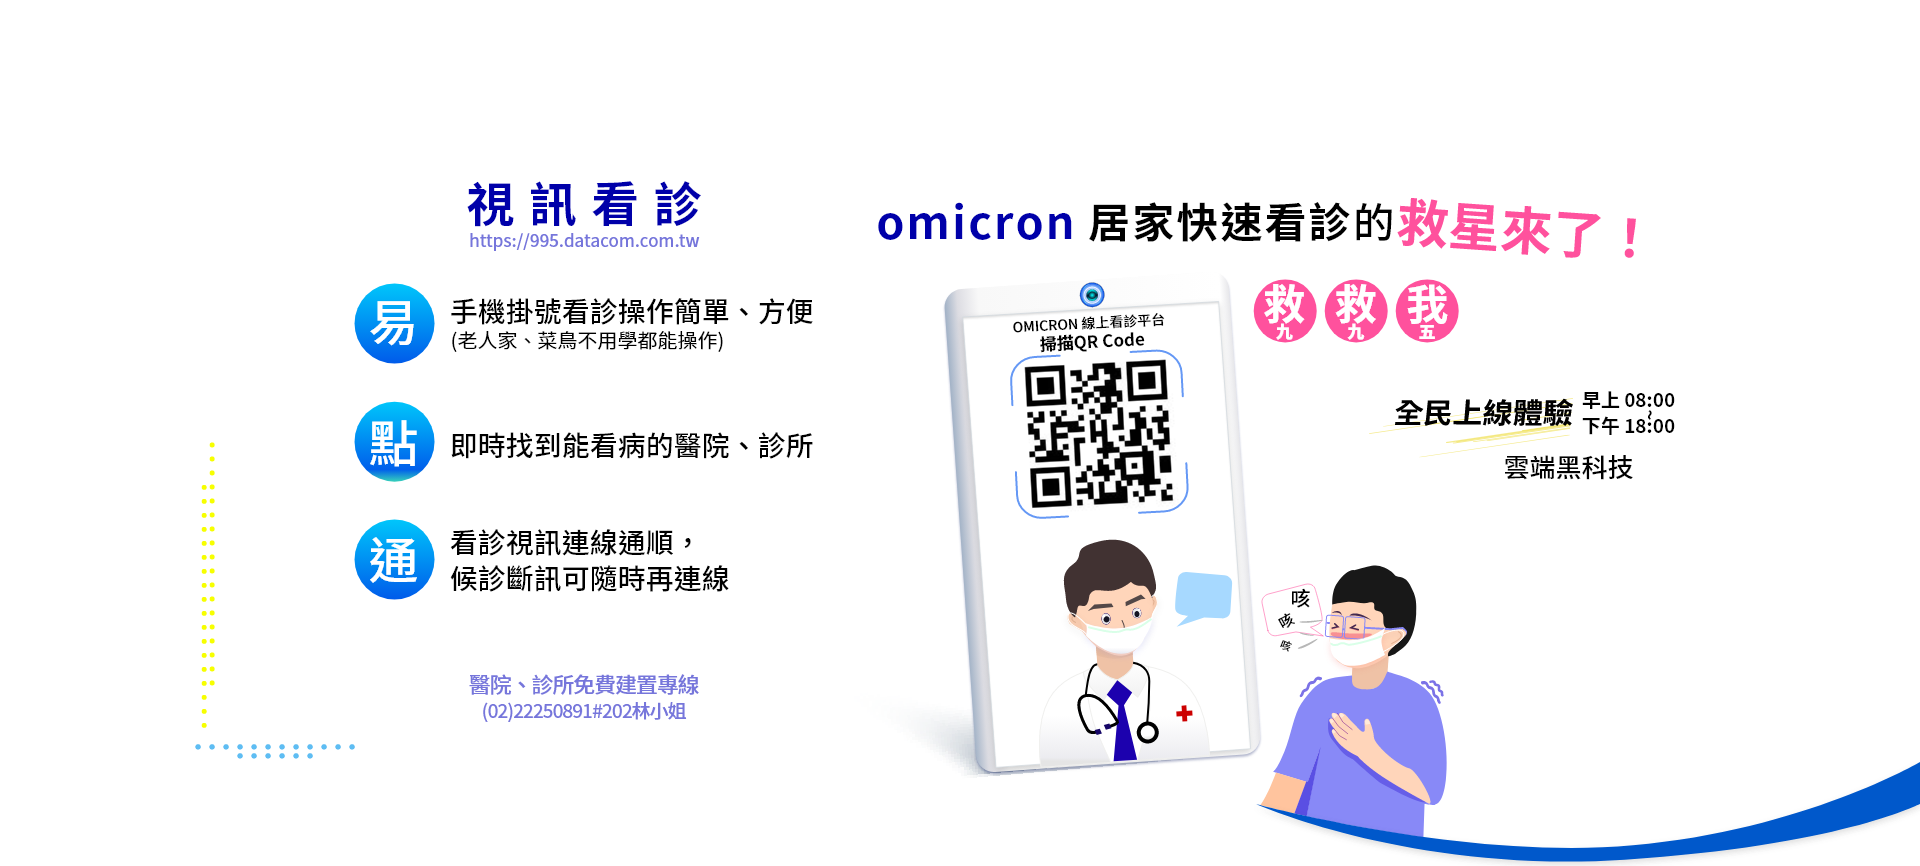 視訊看診
https://995.datacom.com.tw
易
手機掛號看診操作簡單、方便
(老人家、菜鳥不用學都能操作)
點
即時找到能看病的醫院、診所
通
看診視訊連線通順，
候診斷訊可隨時再連線
醫院、診所免費建置專線
(02)22250891#202林小姐
omicron 居家快速看診的救星來了！
救 救 我
九 九 五
OMICRON 線上看診平台
掃描QR Code
全民上線體驗
早上 08:00
~
下午 18:00
雲端黑科技
咳
咳
咳